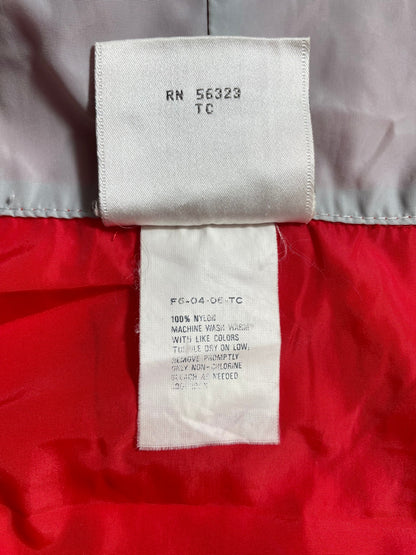 RN 56323
TC
F6-04-06-TC
100% NYLON
MACHINE WASH WARM
WITH LIKE COLORS
TUMBLE DRY ON LOW.
REMOVE PROMPTLY
ONLY NON-CHLORINE
BLEACH AS NEEDED